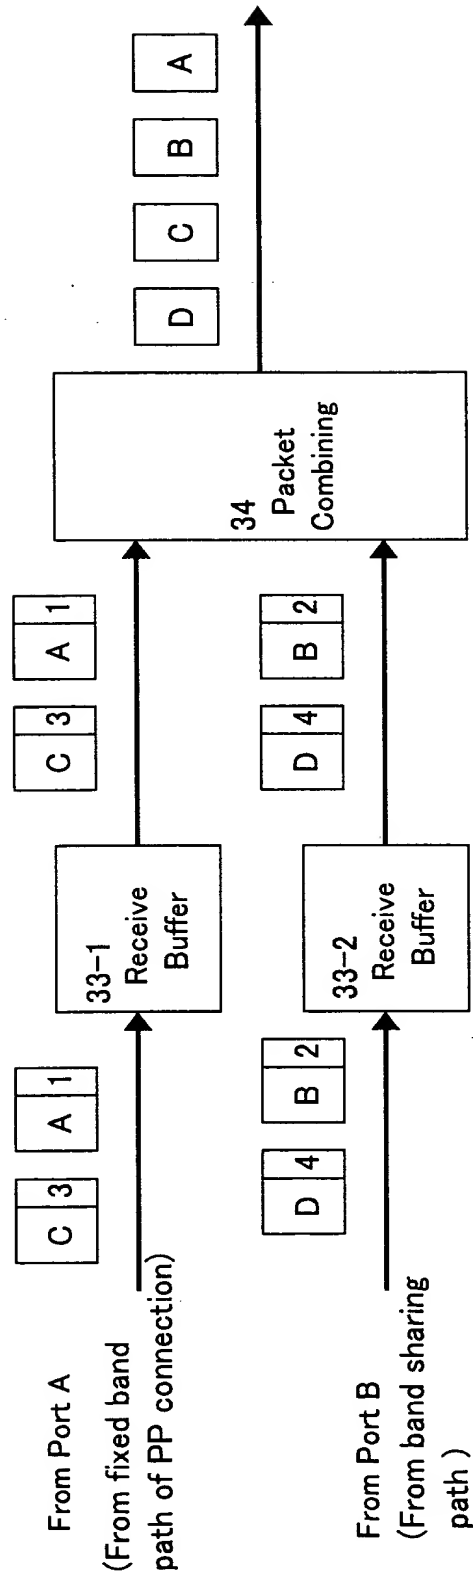 From Port A
(From fixed band
path of PP connection)
C 3
A 1
33-1
Receive
Buffer
C 3
A 1
From Port B
(From band sharing
path )
D 4
B 2
33-2
Receive
Buffer
D 4
B 2
34
Packet
Combining
D
C
B
A